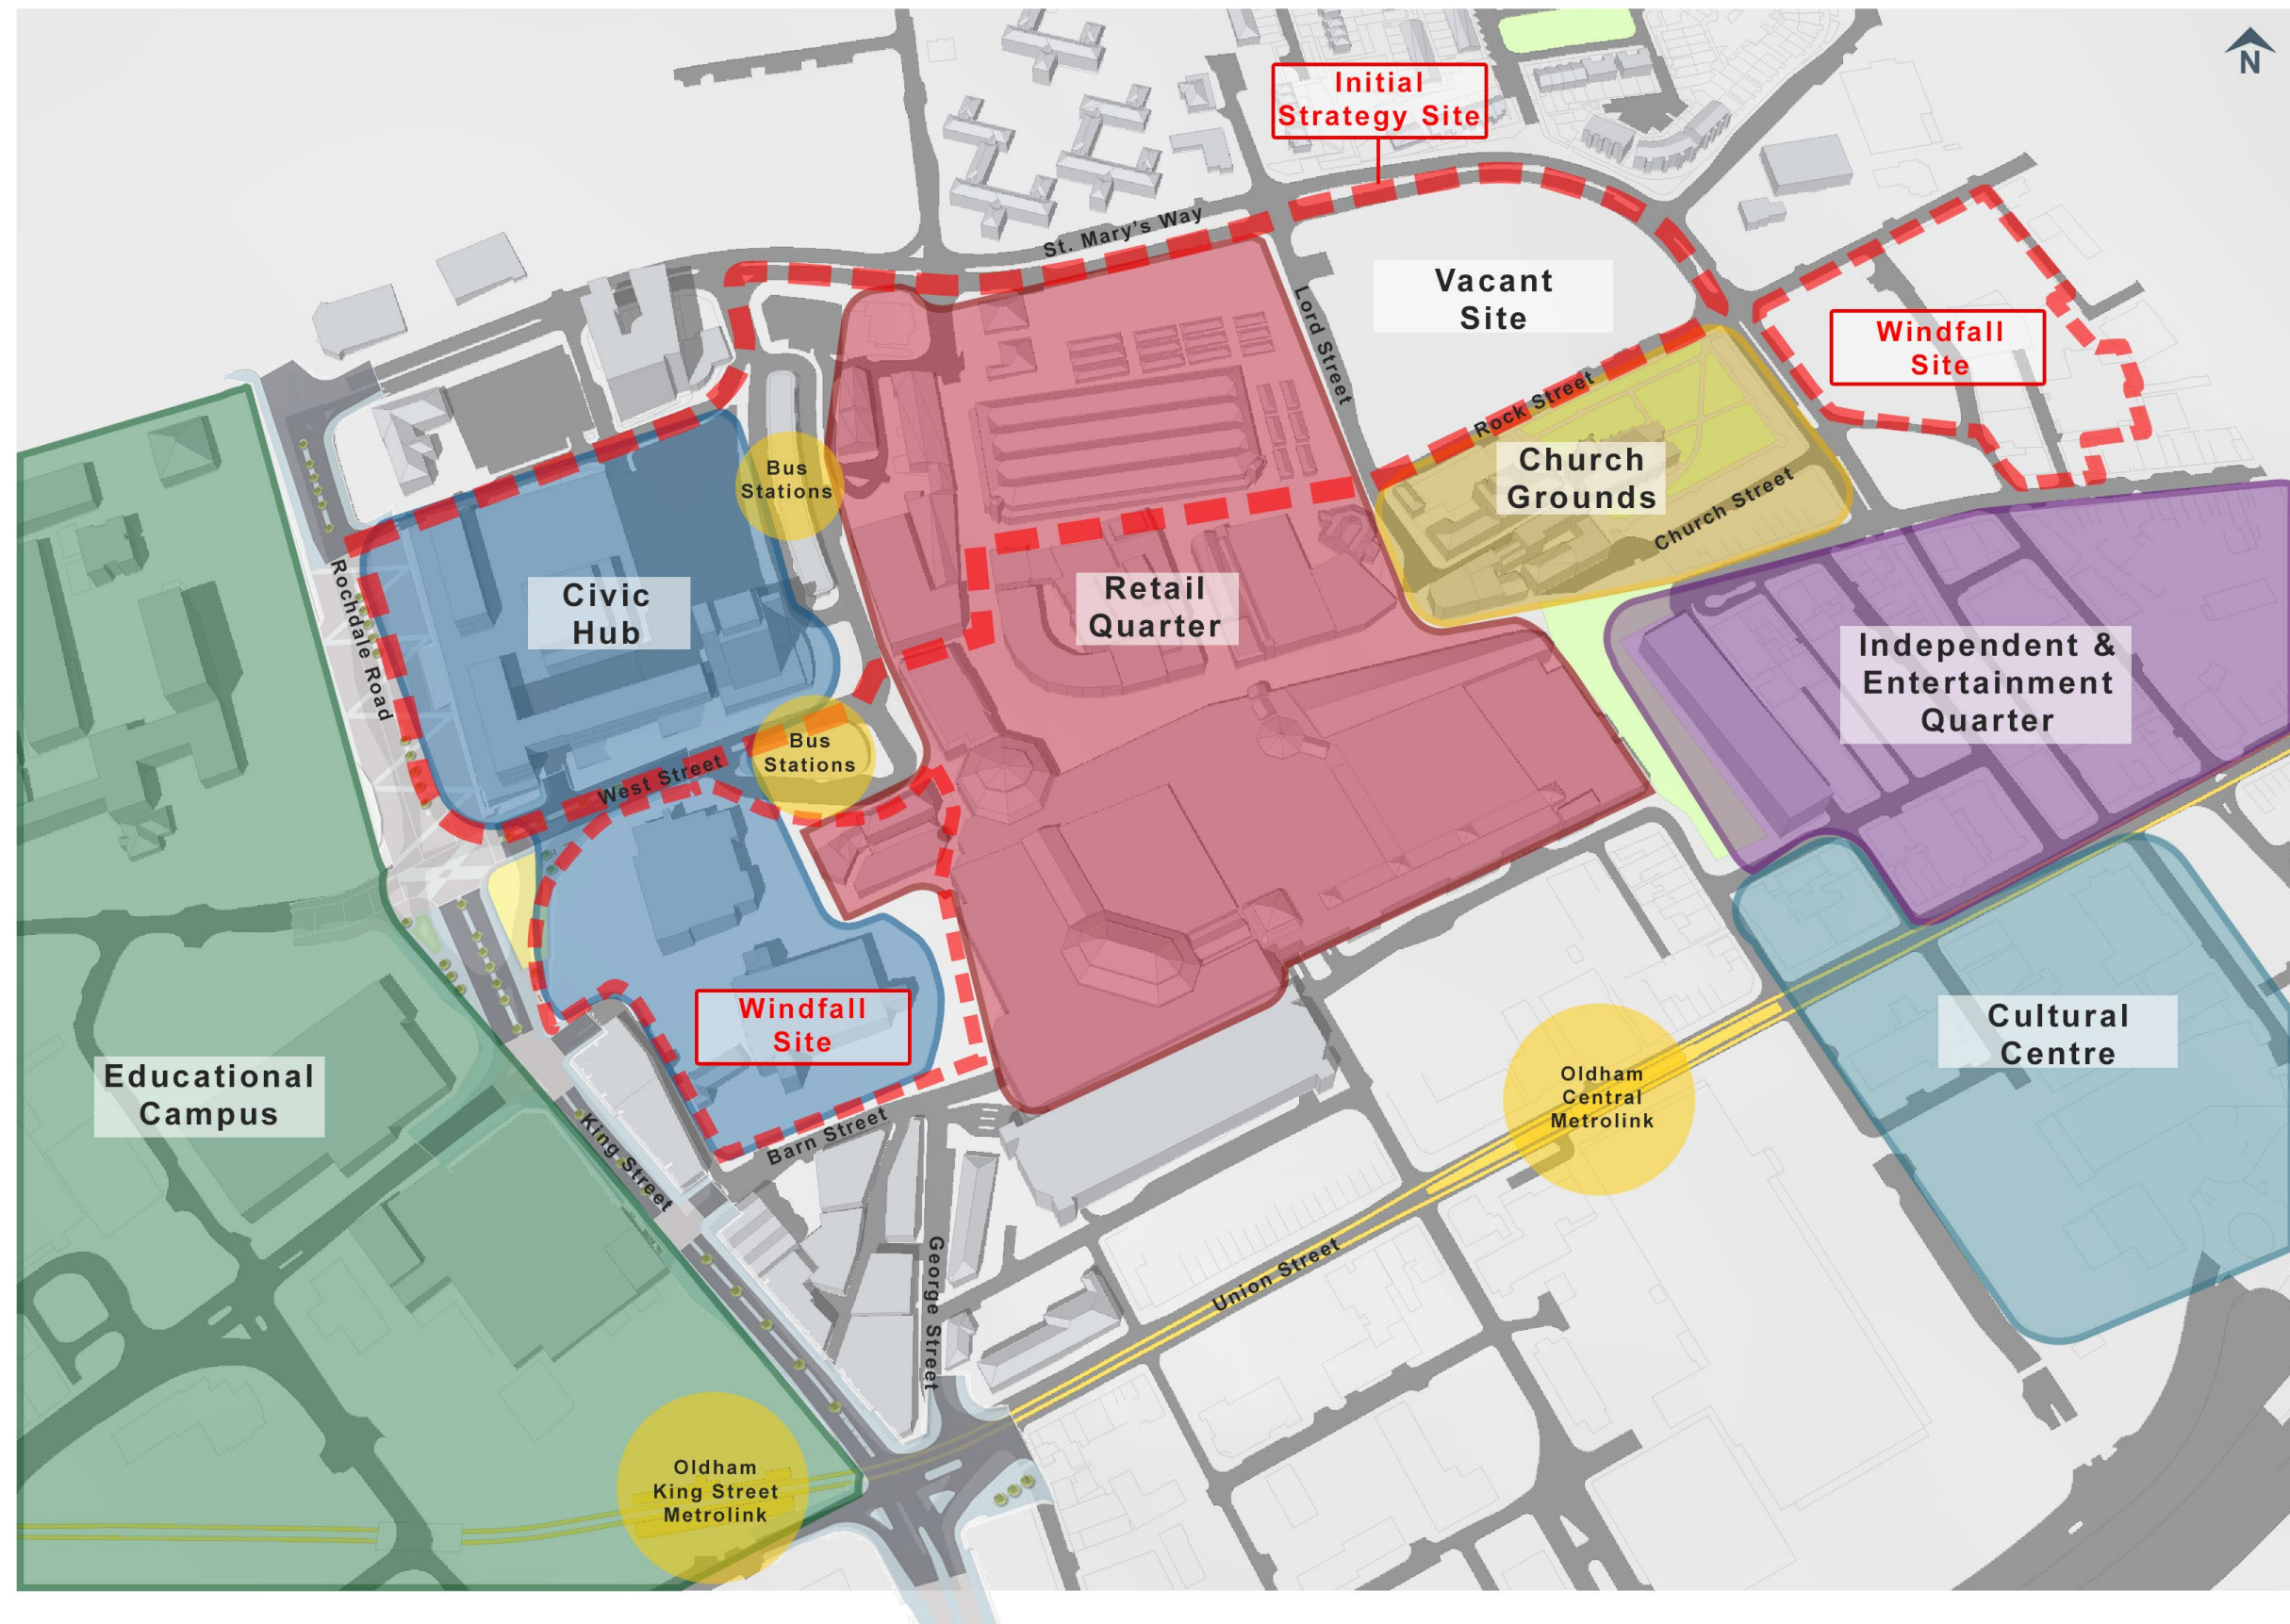 N
Initial
Strategy Site
St. Mary's Way
Lord Street
Vacant
Site
Windfall
Site
Rock Street
Church
Grounds
Church Street
Bus
Stations
Civic
Hub
Rochdale Road
Retail
Quarter
Independent &
Entertainment
Quarter
Bus
Stations
West Street
Windfall
Site
Cultural
Centre
Educational
Campus
Oldham
Central
Metrolink
Barn Street
King Street
George Street
Union Street
Oldham
King Street
Metrolink